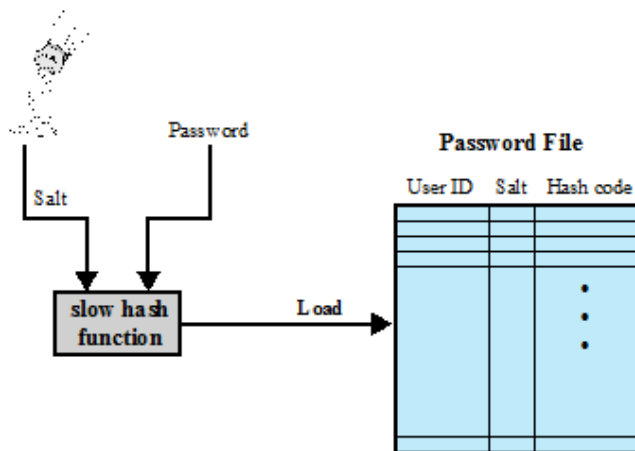 Password
Password File
User ID Salt Hash code
Salt
slow hash
function
Load